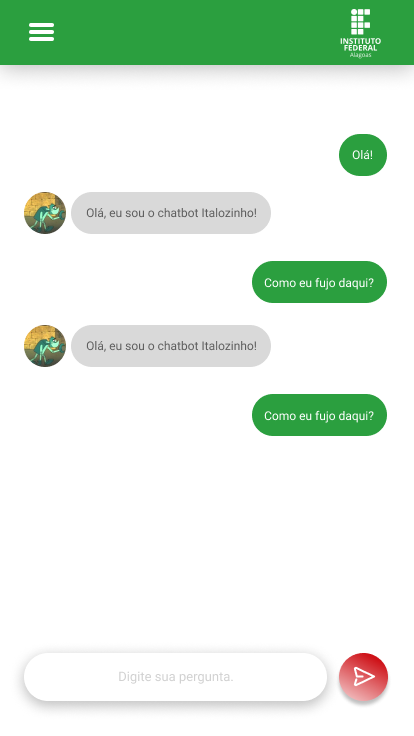 INSTITUTO
FEDERAL
Alagoas
Olá!
Olá, eu sou o chatbot Italozinho!
Como eu fujo daqui?
Olá, eu sou o chatbot Italozinho!
Como eu fujo daqui?
Digite sua pergunta.